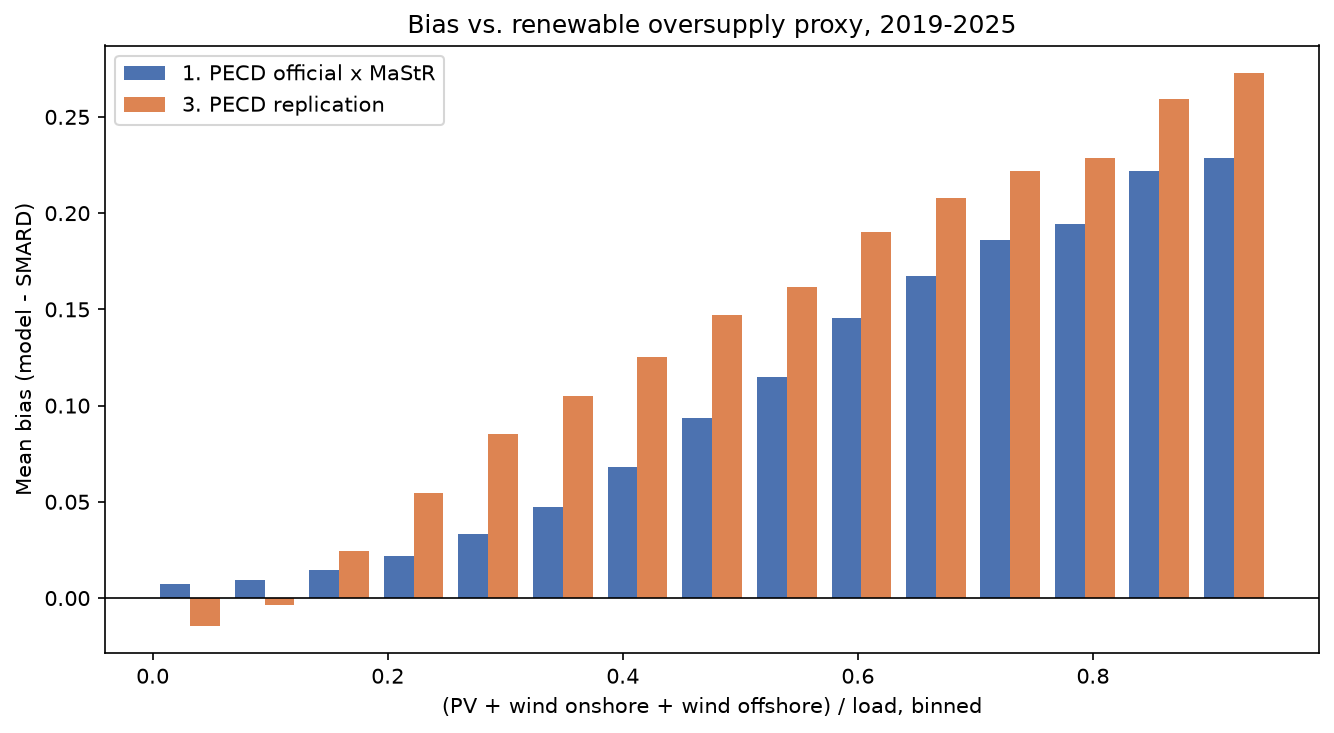 Bias vs. renewable oversupply proxy, 2019-2025
1. PECD official x MaStR
3. PECD replication
Mean bias (model - SMARD)
0.25
0.20
0.15
0.10
0.05
0.00
0.0 0.2 0.4 0.6 0.8
(PV + wind onshore + wind offshore) / load, binned